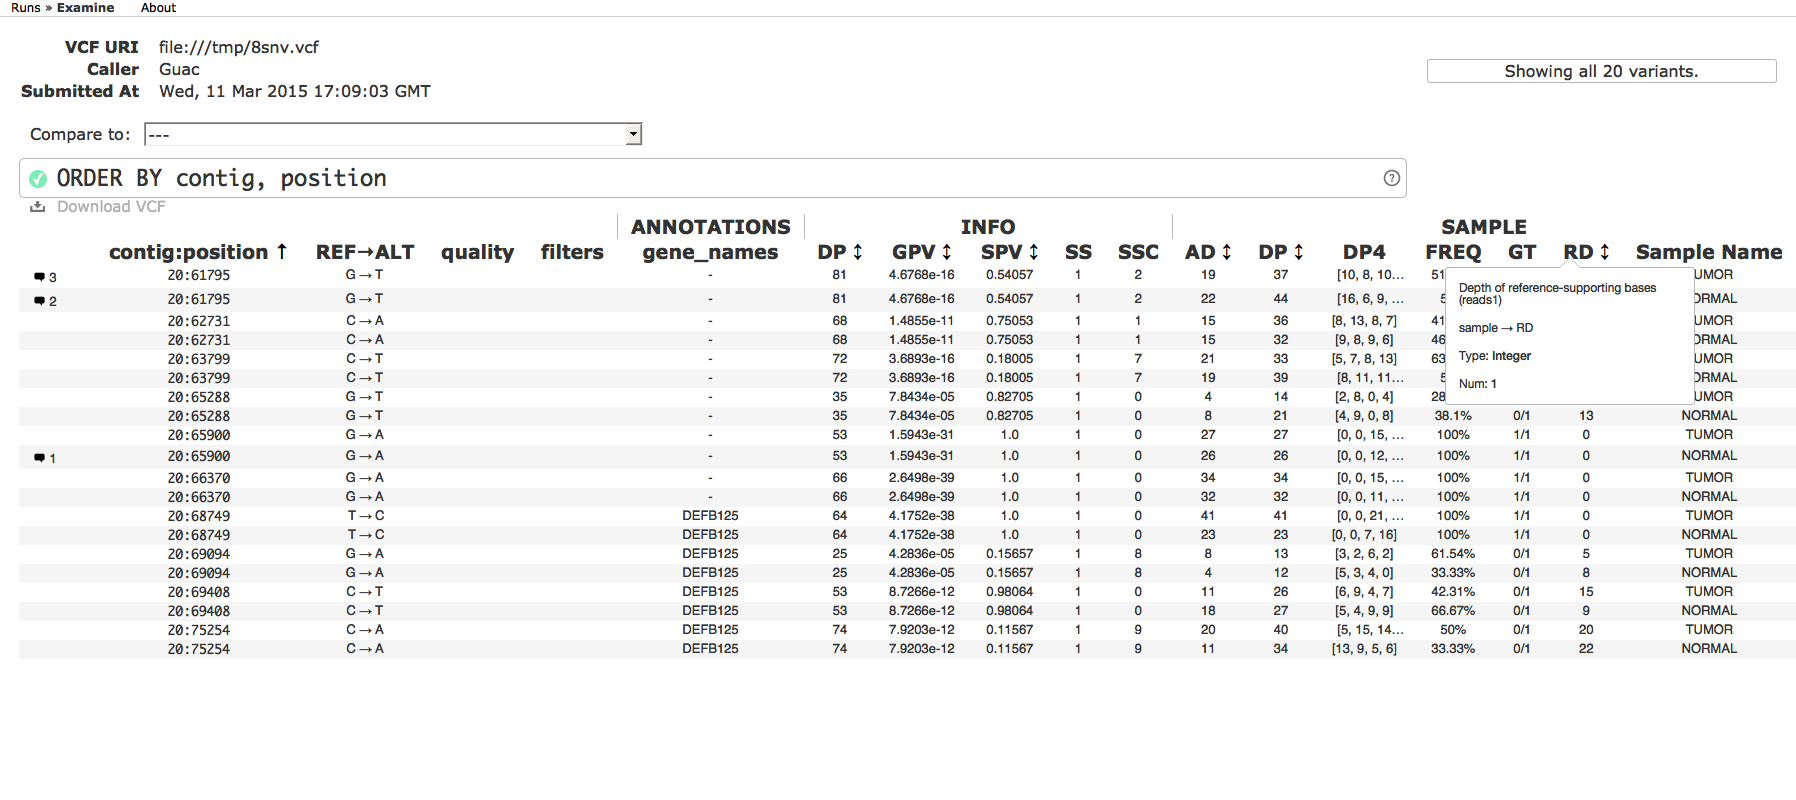 Runs » Examine About
VCF URI file:///tmp/8snv.vcf
Caller Guac
Submitted At Wed, 11 Mar 2015 17:09:03 GMT
Showing all 20 variants.
Compare to: ---
ORDER BY contig, position ?
Download VCF
ANNOTATIONS INFO SAMPLE
contig:position ↑ REF→ALT quality filters gene_names DP ↕ GPV ↕ SPV ↕ SS SSC AD ↕ DP ↕ DP4 FREQ GT RD ↕ Sample Name
3 20:61795 G→T - 81 4.6768e-16 0.54057 1 2 19 37 [10, 8, 10... 51 UMOR
2 20:61795 G→T - 81 4.6768e-16 0.54057 1 2 22 44 [16, 6, 9, ... 5 ORMAL
20:62731 C→A - 68 1.4855e-11 0.75053 1 1 15 36 [8, 13, 8, 7] 41 UMOR
20:62731 C→A - 68 1.4855e-11 0.75053 1 1 15 32 [9, 8, 9, 6] 46 ORMAL
20:63799 C→T - 72 3.6893e-16 0.18005 1 7 21 33 [5, 7, 8, 13] 63 UMOR
20:63799 C→T - 72 3.6893e-16 0.18005 1 7 19 39 [8, 11, 11... 5 ORMAL
20:65288 G→T - 35 7.8434e-05 0.82705 1 0 4 14 [2, 8, 0, 4] 28 UMOR
Depth of reference-supporting bases
(reads1)
sample → RD
Type: Integer
Num: 1
20:65288 G→T - 35 7.8434e-05 0.82705 1 0 8 21 [4, 9, 0, 8] 38.1% 0/1 13 NORMAL
20:65900 G→A - 53 1.5943e-31 1.0 1 0 27 27 [0, 0, 15, ... 100% 1/1 0 TUMOR
1 20:65900 G→A - 53 1.5943e-31 1.0 1 0 26 26 [0, 0, 12, ... 100% 1/1 0 NORMAL
20:66370 G→A - 66 2.6498e-39 1.0 1 0 34 34 [0, 0, 15, ... 100% 1/1 0 TUMOR
20:66370 G→A - 66 2.6498e-39 1.0 1 0 32 32 [0, 0, 11, ... 100% 1/1 0 NORMAL
20:68749 T→C DEFB125 64 4.1752e-38 1.0 1 0 41 41 [0, 0, 21, ... 100% 1/1 0 TUMOR
20:68749 T→C DEFB125 64 4.1752e-38 1.0 1 0 23 23 [0, 0, 7, 16] 100% 1/1 0 NORMAL
20:69094 G→A DEFB125 25 4.2836e-05 0.15657 1 8 8 13 [3, 2, 6, 2] 61.54% 0/1 5 TUMOR
20:69094 G→A DEFB125 25 4.2836e-05 0.15657 1 8 4 12 [5, 3, 4, 0] 33.33% 0/1 8 NORMAL
20:69408 C→T DEFB125 53 8.7266e-12 0.98064 1 0 11 26 [6, 9, 4, 7] 42.31% 0/1 15 TUMOR
20:69408 C→T DEFB125 53 8.7266e-12 0.98064 1 0 18 27 [5, 4, 9, 9] 66.67% 0/1 9 NORMAL
20:75254 C→A DEFB125 74 7.9203e-12 0.11567 1 9 20 40 [5, 15, 14... 50% 0/1 20 TUMOR
20:75254 C→A DEFB125 74 7.9203e-12 0.11567 1 9 11 34 [13, 9, 5, 6] 33.33% 0/1 22 NORMAL